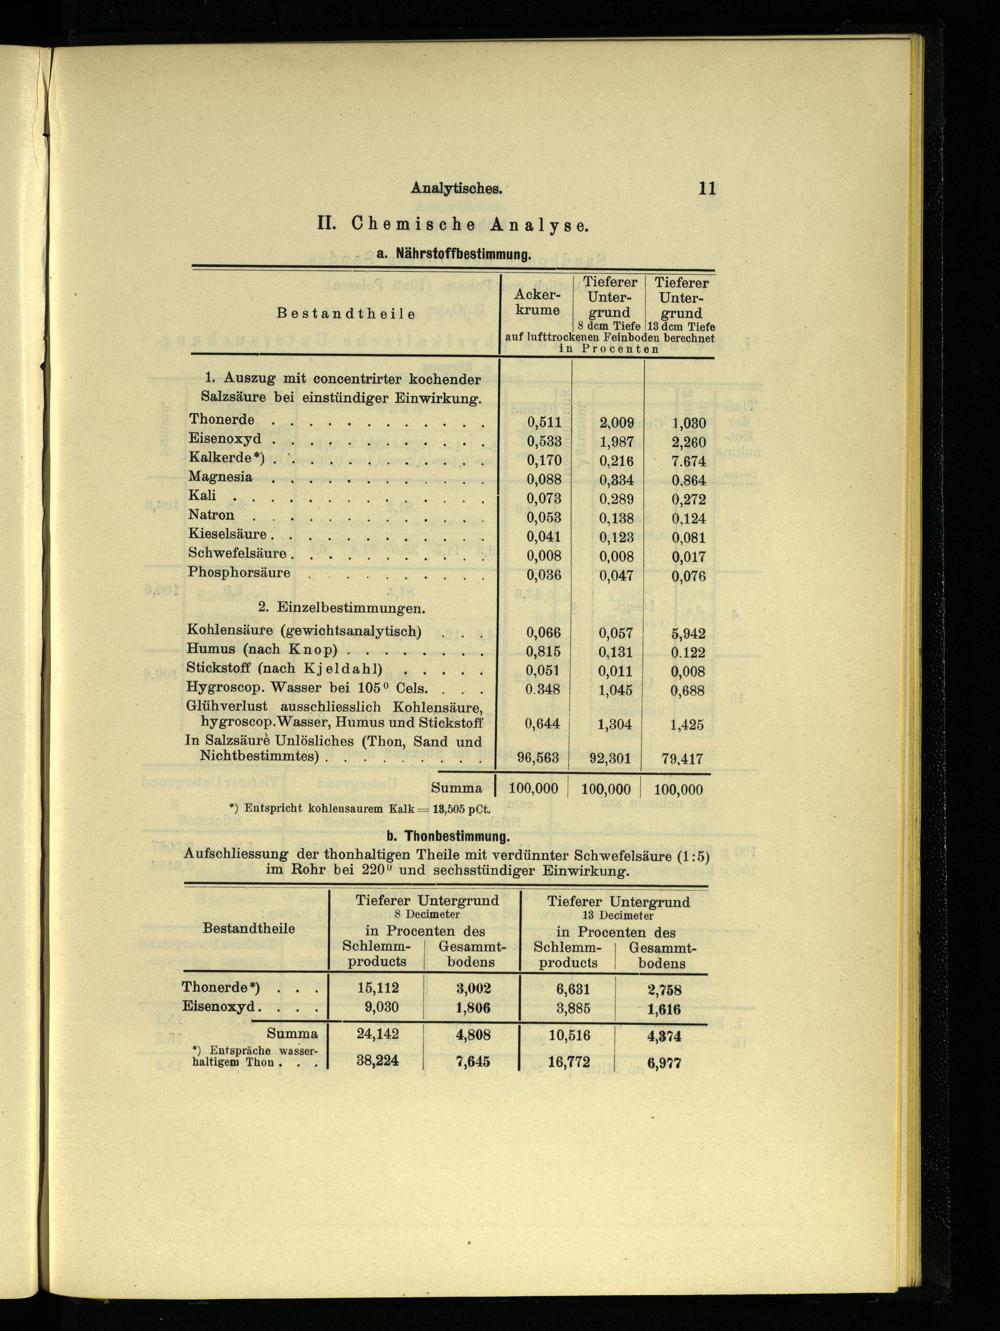 Analytisches. 11
II. Chemische Analyse.
a. Nährstoffbestimmung.
Bestandtheile
Acker-
krume
Tieferer
Unter-
grund
8 dcm Tiefe
Tieferer
Unter-
grund
13 dcm Tiefe
auf lufttrockenen Feinboden berechnet
in Procenten
1. Auszug mit concentrirter kochender
Salzsäure bei einstündiger Einwirkung.
Thonerde . . . . . . . . . . . . 0,511 2,009 1,030
Eisenoxyd . . . . . . . . . . . . 0,533 1,987 2,260
Kalkerde*) . . . . . . . . . . . . 0,170 0,216 7.674
Magnesia . . . . . . . . . . . . 0,088 0,334 0,864
Kali . . . . . . . . . . . . . . 0,073 0.289 0,272
Natron . . . . . . . . . . . . . 0,053 0,138 0,124
Kieselsäure . . . . . . . . . . . . 0,041 0,123 0,081
Schwefelsäure . . . . . . . . . . . 0,008 0,008 0,017
Phosphorsäure . . . . . . . . . . 0,036 0,047 0,076
2. Einzelbestimmungen.
Kohlensäure (gewichtsanalytisch) . . . 0,066 0,057 5,942
Humus (nach Knop) . . . . . . . . 0,815 0,131 0.122
Stickstoff (nach Kjeldahl) . . . . . 0,051 0,011 0,008
Hygroscop. Wasser bei 105⁰ Cels. . . . 0.348 1,045 0,688
Glühverlust ausschliesslich Kohlensäure,
hygroscop.Wasser, Humus und Stickstoff 0,644 1,304 1,425
In Salzsäure Unlösliches (Thon, Sand und
Nichtbestimmtes) . . . . . . . . . 96,563 92,301 79,417
Summa 100,000 100,000 100,000
*) Entspricht kohlensaurem Kalk = 13,505 pCt.
b. Thonbestimmung.
Aufschliessung der thonhaltigen Theile mit verdünnter Schwefelsäure (1:5)
im Rohr bei 220⁰ und sechsstündiger Einwirkung.
Bestandtheile
Tieferer Untergrund
8 Decimeter
in Procenten des
Schlemm-
products
Gesammt-
bodens
Tieferer Untergrund
13 Decimeter
in Procenten des
Schlemm-
products
Gesammt-
bodens
Thonerde*) . . . 15,112 3,002 6,631 2,758
Eisenoxyd . . . . 9,030 1,806 3,885 1,616
Summa 24,142 4,808 10,516 4,374
*) Entspräche wasser-
haltigem Thon . . . 38,224 7,645 16,772 6,977